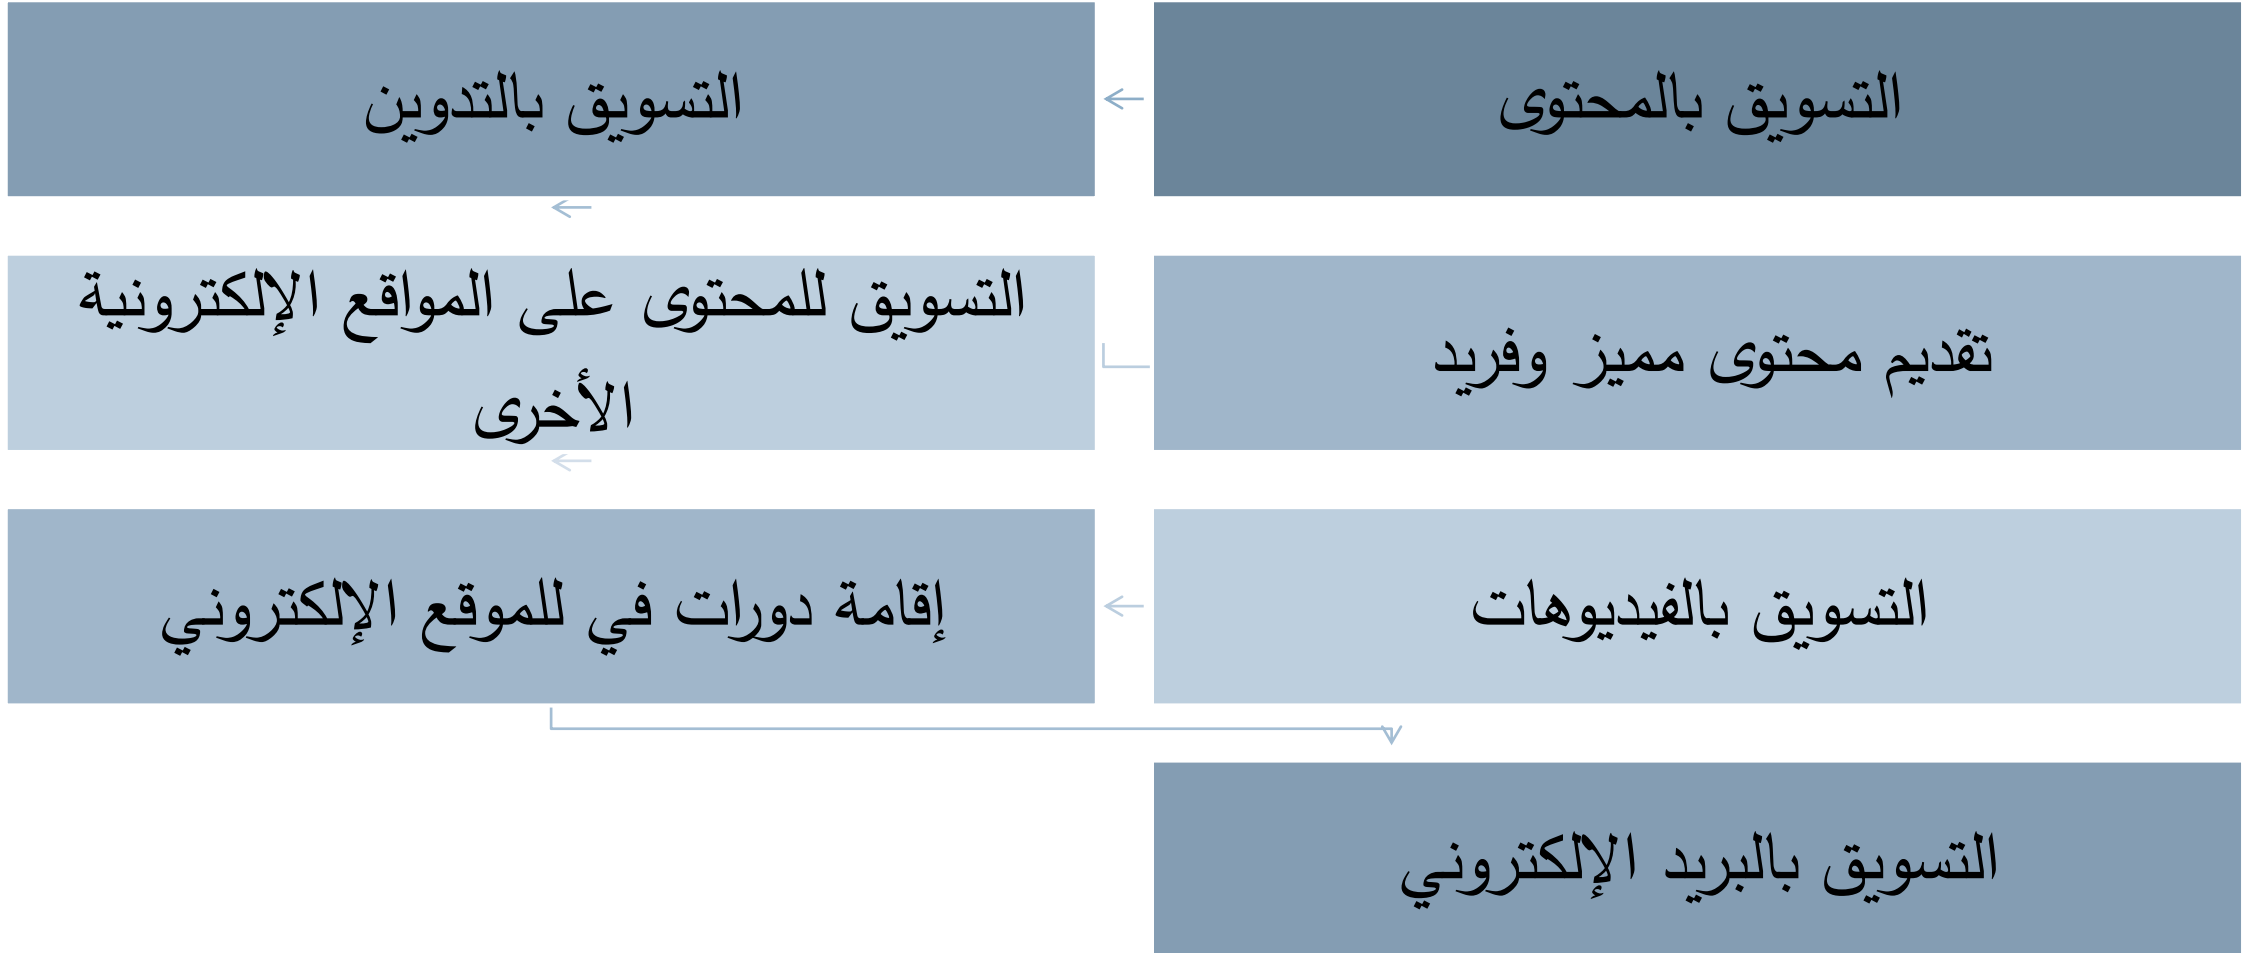 التسويق بالمحتوى
التسويق بالتدوين
تقديم محتوى مميز وفريد
التسويق للمحتوى على المواقع الإلكترونية
الأخرى
التسويق بالفيديوهات
إقامة دورات في للموقع الإلكتروني
التسويق بالبريد الإلكتروني